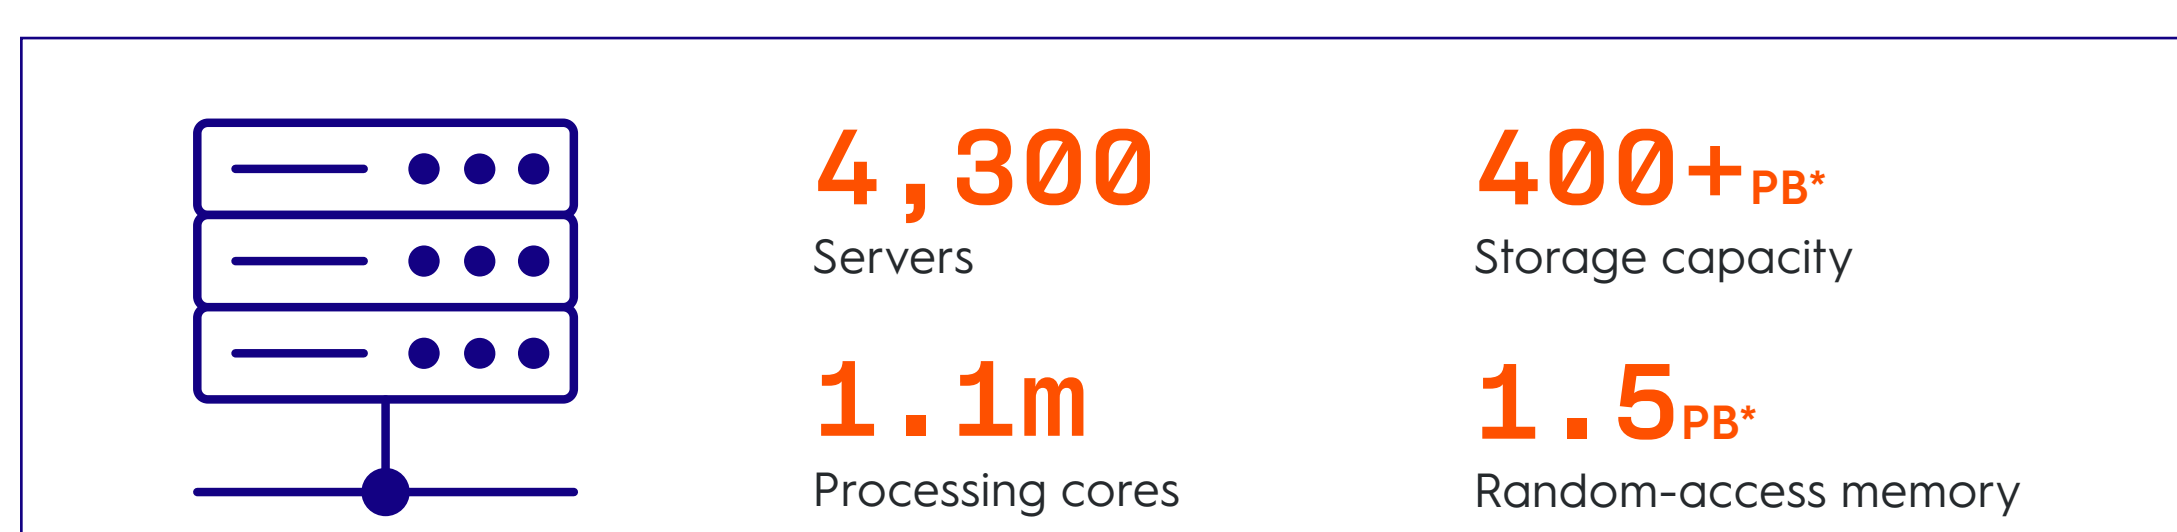 4,300
Servers
400+PB*
Storage capacity
1.1m
Processing cores
1.5PB*
Random-access memory